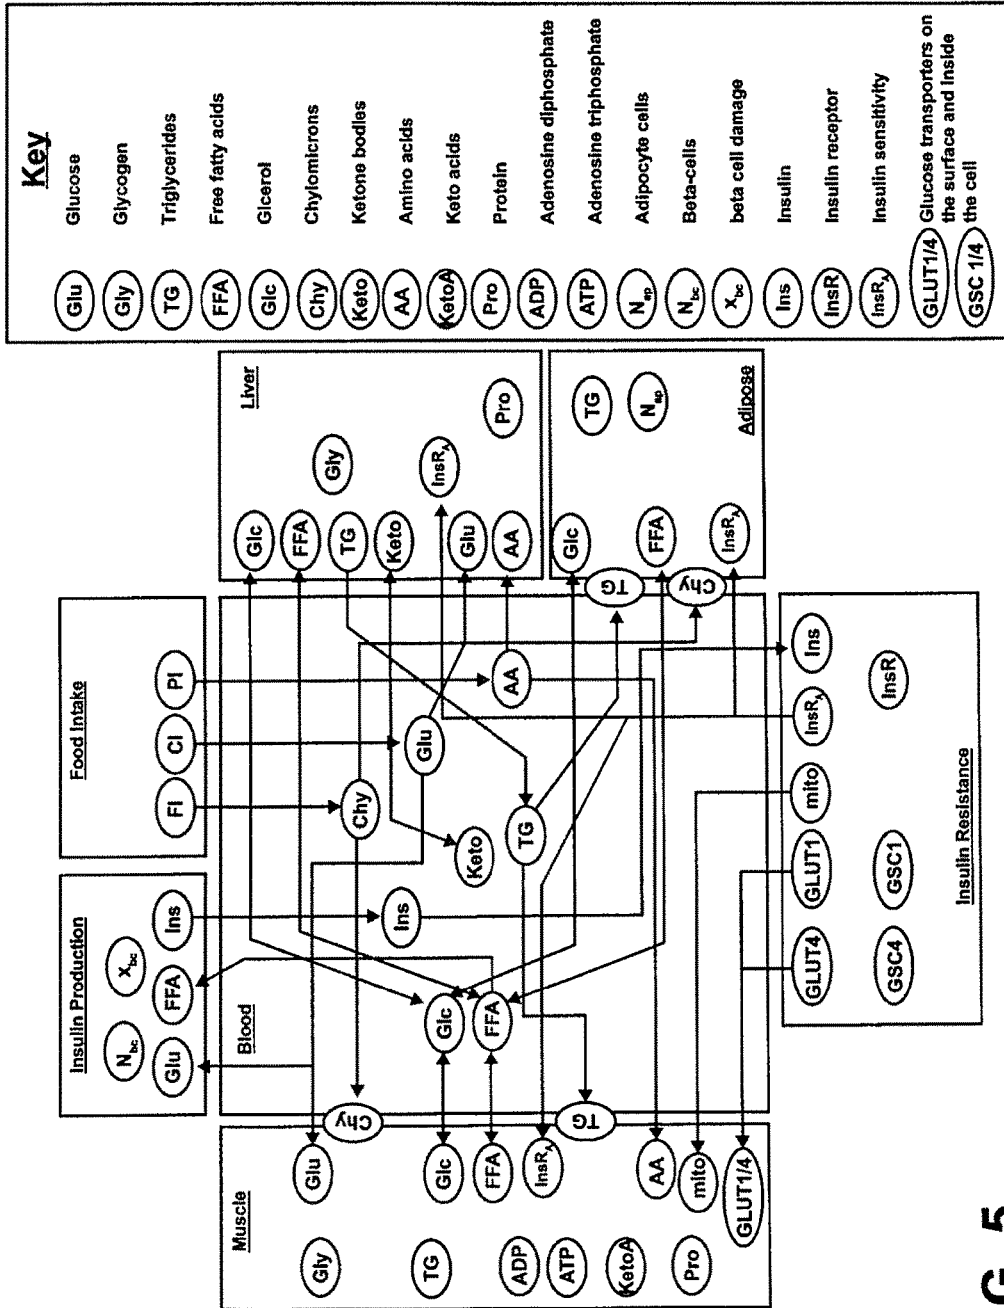 Key
Glu
Glucose
Gly
Glycogen
TG
Triglycerides
FFA
Free fatty acids
Glc
Glcerol
Chy
Chylomicrons
Keto
Ketone bodies
AA
Amino acids
KetoA
Keto acids
Pro
Protein
ADP
Adenosine diphosphate
ATP
Adenosine triphosphate
Nap
Adipocyte cells
Nbc
Beta-cells
Xbc
beta cell damage
Ins
Insulin
InsR
Insulin receptor
InsRA
Insulin sensitivity
GLUT1/4
GSC 1/4
Glucose transporters on
the surface and inside
the cell
Liver
Glc
FFA
TG
Keto
Glu
AA
Gly
InsRA
Pro
Adipose
Glc
FFA
InsRA
TG
Nap
TG
Chy
Food Intake
FI
CI
PI
Insulin Production
Nbc
Xbc
Glu
FFA
Ins
Blood
Chy
Glu
AA
Keto
TG
Ins
Glc
FFA
Chy
TG
Muscle
Glu
Glc
FFA
InsRA
AA
mito
GLUT1/4
Gly
TG
ADP
ATP
KetoA
Pro
Insulin Resistance
GLUT4
GLUT1
mito
InsRA
Ins
GSC4
GSC1
InsR
G. 5